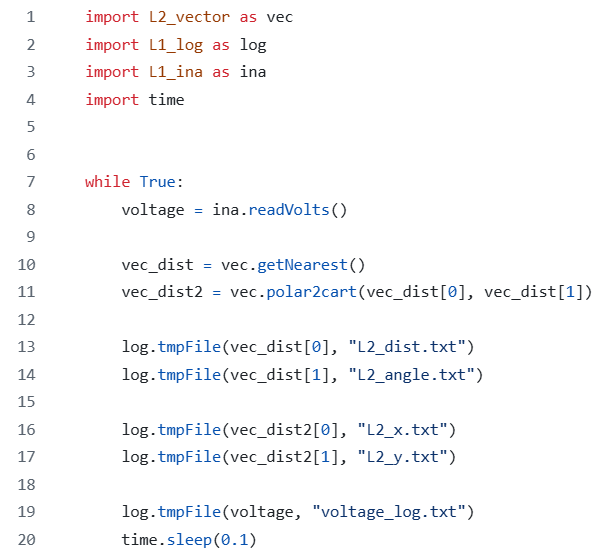 1 import L2_vector as vec
2 import L1_log as log
3 import L1_ina as ina
4 import time
5
6
7 while True:
8     voltage = ina.readVolts()
9
10     vec_dist = vec.getNearest()
11     vec_dist2 = vec.polar2cart(vec_dist[0], vec_dist[1])
12
13     log.tmpFile(vec_dist[0], "L2_dist.txt")
14     log.tmpFile(vec_dist[1], "L2_angle.txt")
15
16     log.tmpFile(vec_dist2[0], "L2_x.txt")
17     log.tmpFile(vec_dist2[1], "L2_y.txt")
18
19     log.tmpFile(voltage, "voltage_log.txt")
20     time.sleep(0.1)